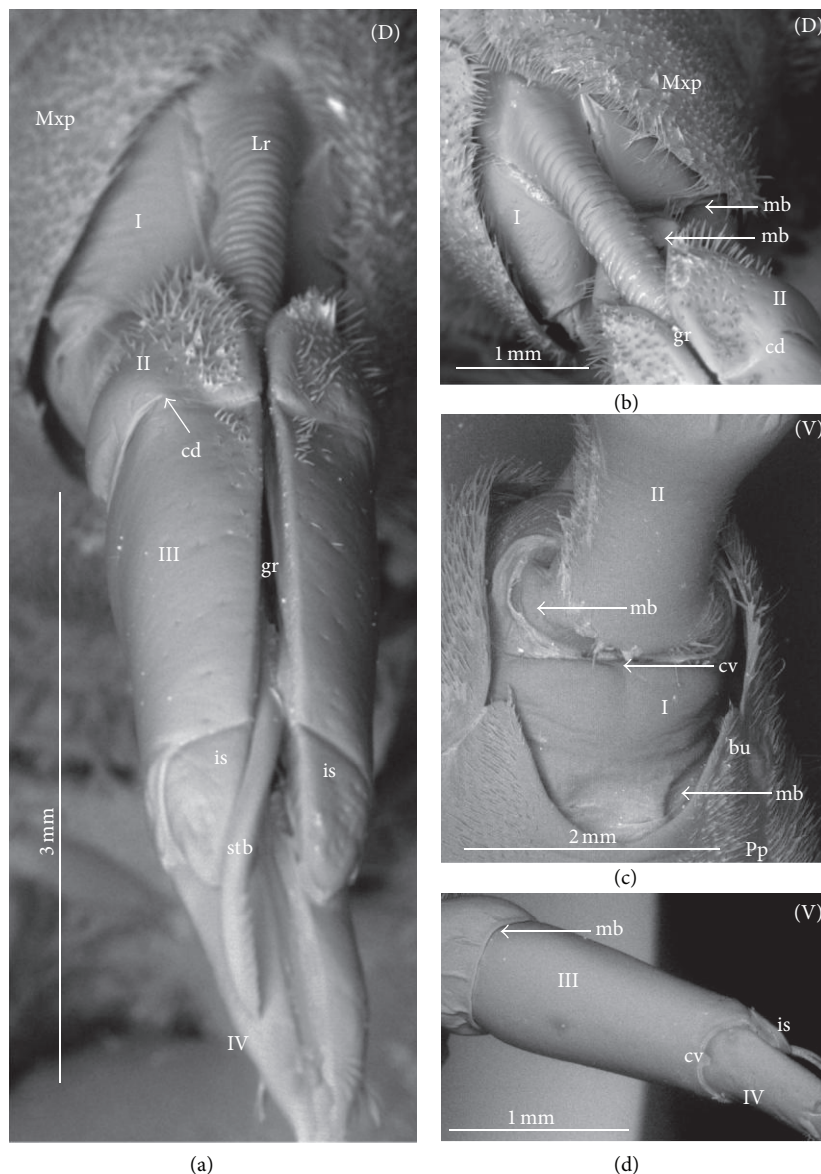 (D)
Mxp
Lr
I
II
cd
III
gr
is
is
stb
3 mm
IV
(a)
(D)
Mxp
mb
I
mb
II
gr
cd
1 mm
(b)
(V)
II
mb
cv
I
bu
mb
2 mm
Pp
(c)
(V)
mb
III
is
cv
IV
1 mm
(d)